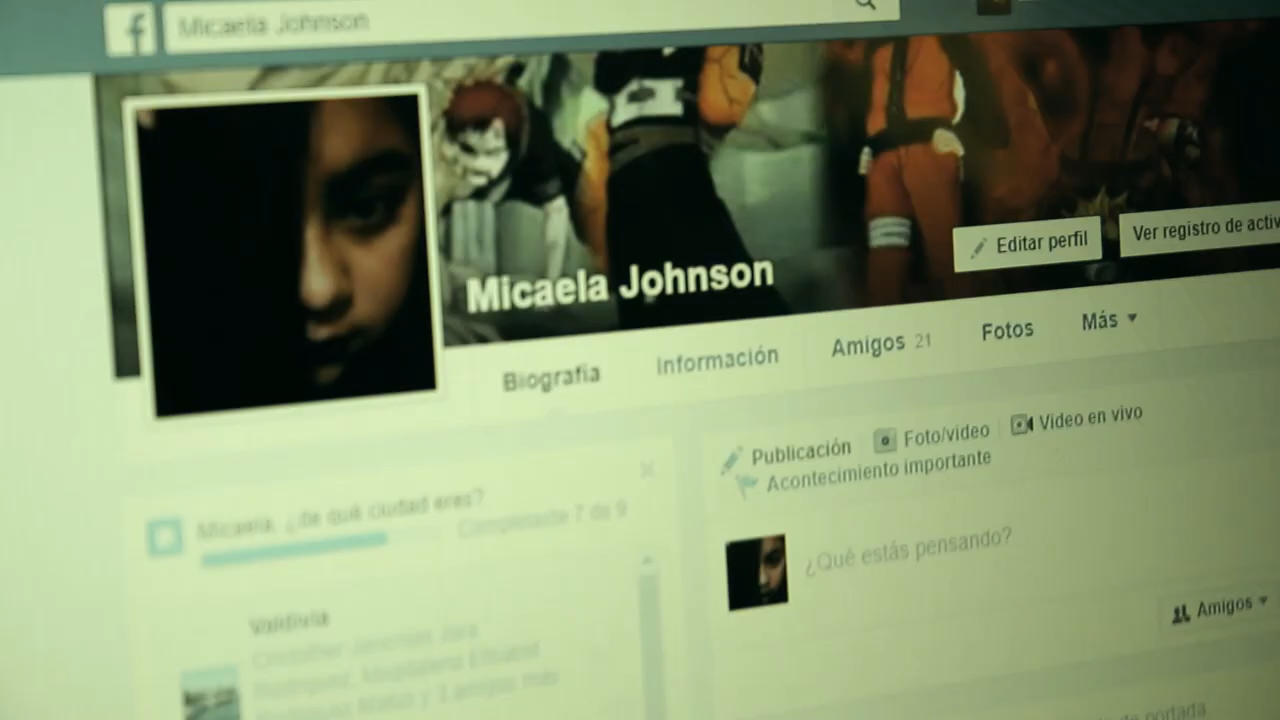 f Micaela Johnson
Editar perfil
Ver registro de activ
Micaela Johnson
Biografía Información Amigos 21 Fotos Más
Publicación Foto/video Video en vivo
Acontecimiento importante
Micaela, ¿de qué ciudad eres?
Completaste 7 de 9
¿Qué estás pensando?
Valdivia
Amigos
de portada